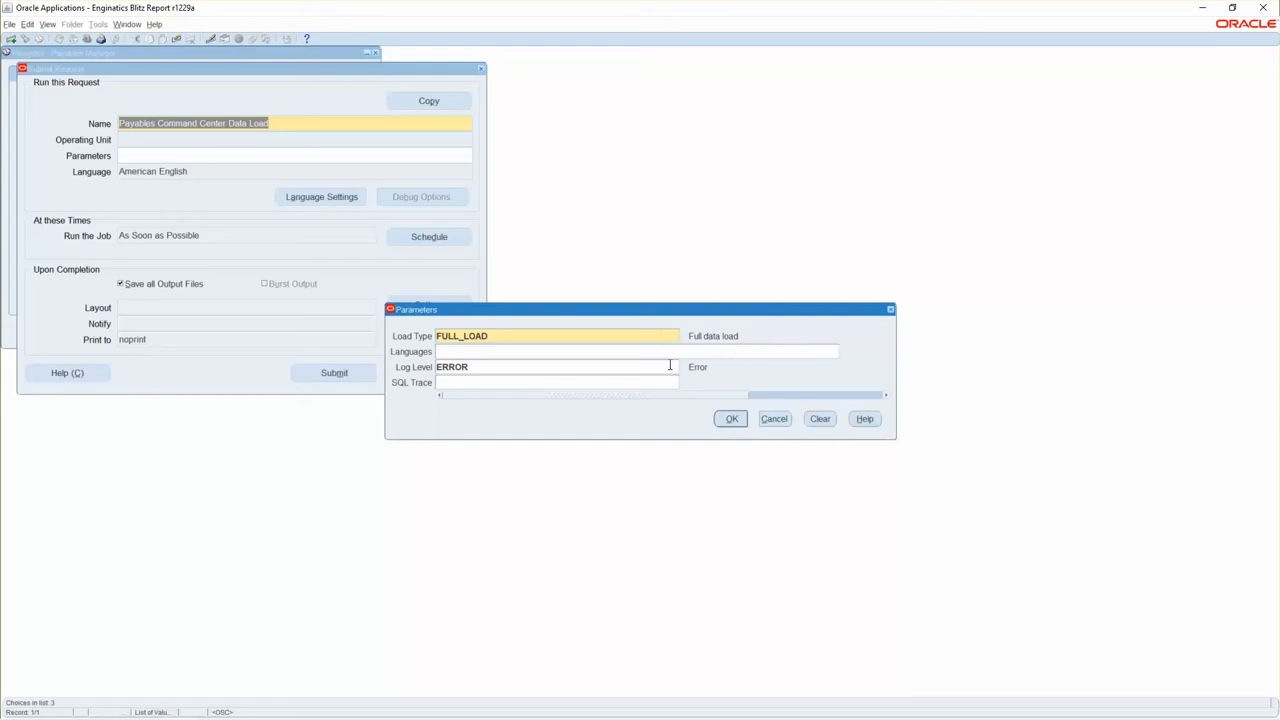 Oracle Applications - Enginatics Blitz Report r1229a
File Edit View Folder Tools Window Help
ORACLE
Submit Request
Run this Request
Copy
Name Payables Command Center Data Load
Operating Unit
Parameters
Language American English
Language Settings Debug Options
At these Times
Run the Job As Soon as Possible Schedule
Upon Completion
Save all Output Files Burst Output
Layout
Notify
Print to noprint
Help (C) Submit
Parameters
Load Type FULL_LOAD Full data load
Languages
Log Level ERROR Error
SQL Trace
OK Cancel Clear Help
Choices in list: 3
Record: 1/1 ... List of Valu... <OSC>